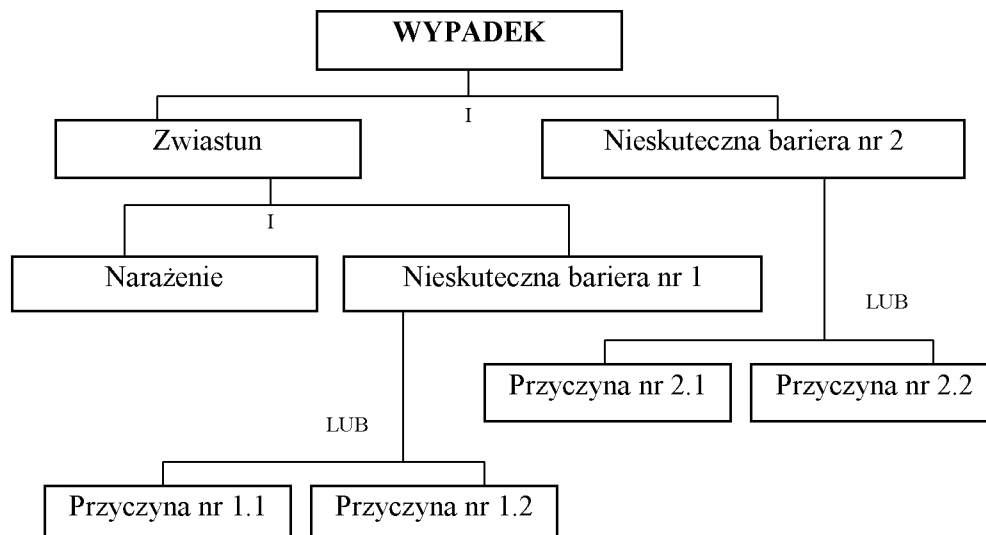 WYPADEK
I
Zwiastun
Nieskuteczna bariera nr 2
I
Narażenie
Nieskuteczna bariera nr 1
LUB
Przyczyna nr 2.1
Przyczyna nr 2.2
LUB
Przyczyna nr 1.1
Przyczyna nr 1.2